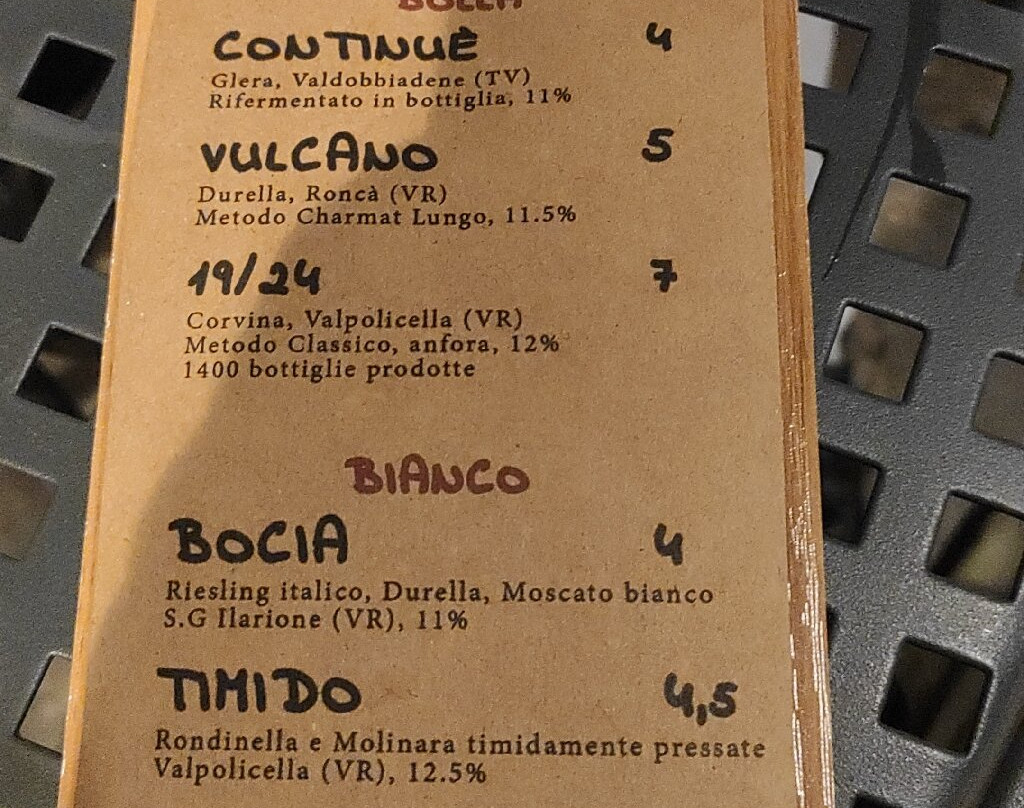 BOLLA
CONTINUÈ 4
Glera, Valdobbiadene (TV)
Rifermentato in bottiglia, 11%
VULCANO 5
Durella, Roncà (VR)
Metodo Charmat Lungo, 11.5%
19/24 7
Corvina, Valpolicella (VR)
Metodo Classico, anfora, 12%
1400 bottiglie prodotte
BIANCO
BOCIA 4
Riesling italico, Durella, Moscato bianco
S.G Ilarione (VR), 11%
TIMIDO 4,5
Rondinella e Molinara timidamente pressate
Valpolicella (VR), 12.5%